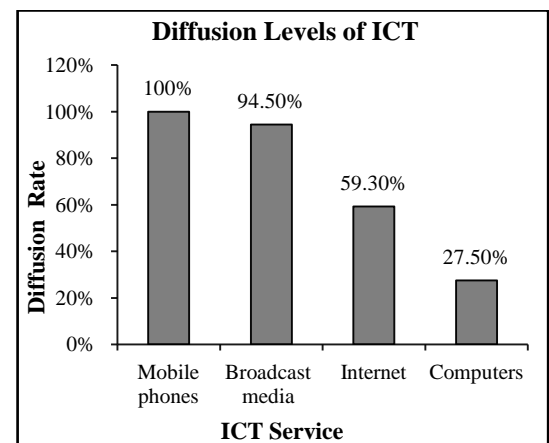 Diffusion Levels of ICT
120%
100%
80%
60%
40%
20%
0%
Diffusion Rate
100%
94.50%
59.30%
27.50%
Mobile phones
Broadcast media
Internet
Computers
ICT Service